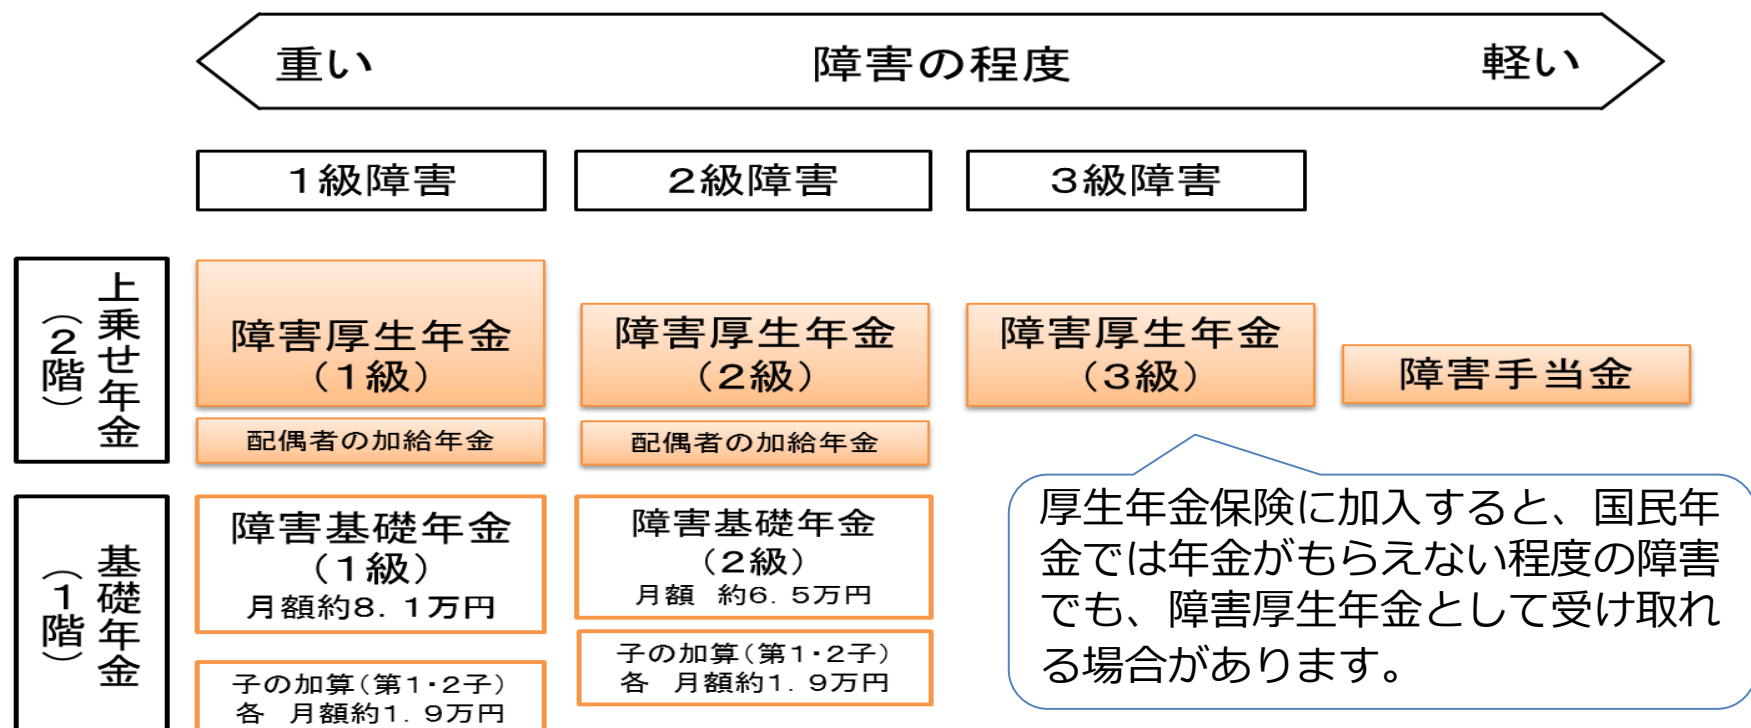 重い 障害の程度 軽い
1級障害 2級障害 3級障害
上乗せ年金
(2階)
障害厚生年金
(1級)
障害厚生年金
(2級)
障害厚生年金
(3級)
障害手当金
配偶者の加給年金
配偶者の加給年金
基礎年金
(1階)
障害基礎年金
(1級)
月額約8.1万円
障害基礎年金
(2級)
月額 約6.5万円
子の加算(第1・2子)
各 月額約1.9万円
子の加算(第1・2子)
各 月額約1.9万円
厚生年金保険に加入すると、国民年
金では年金がもらえない程度の障害
でも、障害厚生年金として受け取れ
る場合があります。